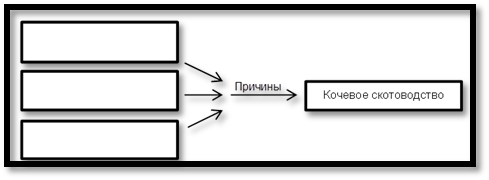 Причины
Кочевое скотоводство